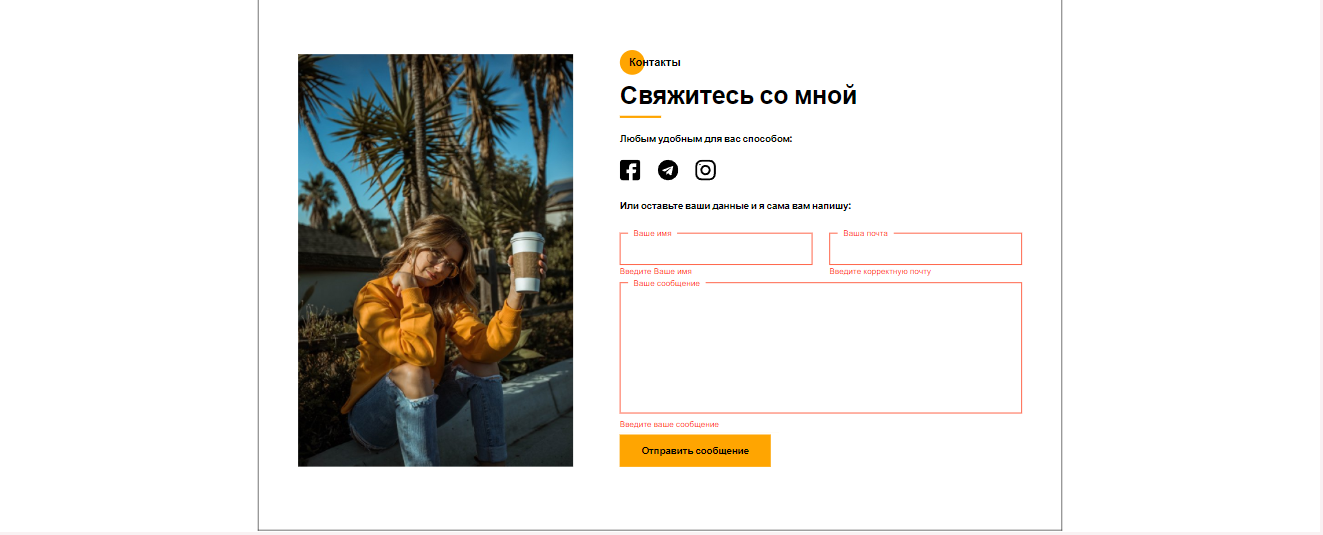 Контакты
Свяжитесь со мной
Любым удобным для вас способом:
Или оставьте ваши данные и я сама вам напишу:
Ваше имя
Ваша почта
Введите Ваше имя
Введите корректную почту
Ваше сообщение
Введите ваше сообщение
Отправить сообщение